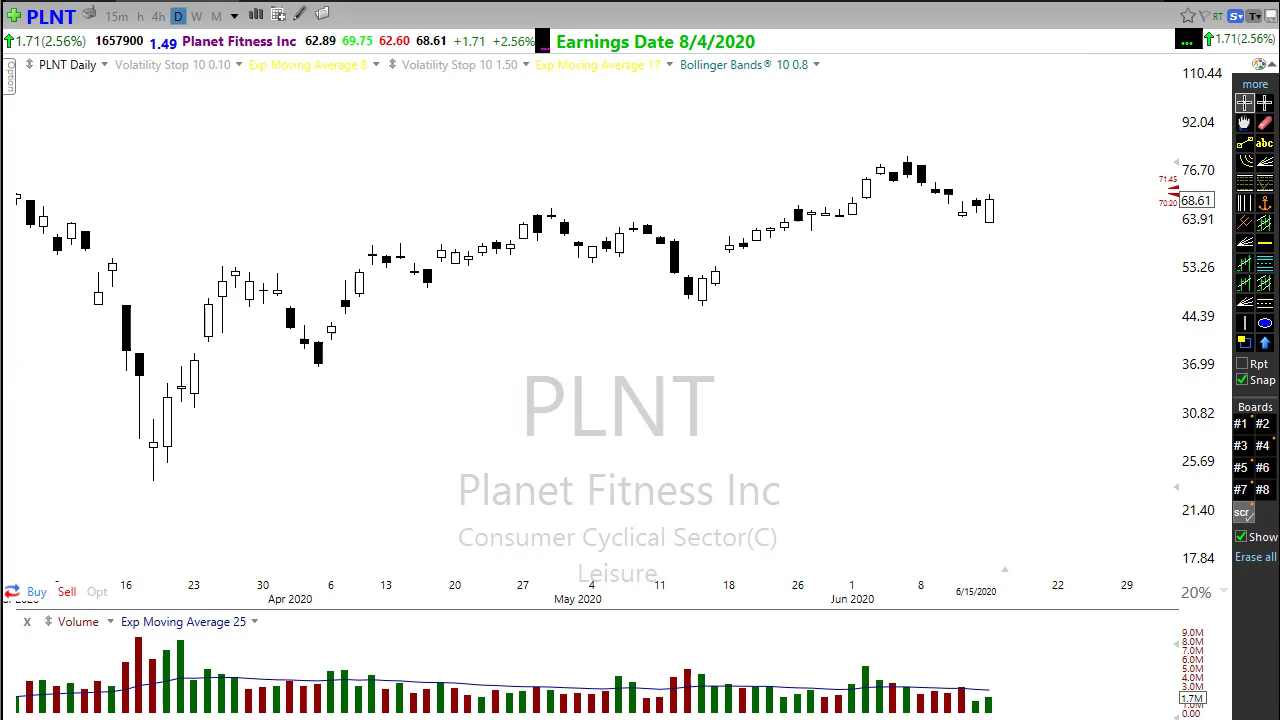 PLNT 15m h 4h D W M RT S T
1.71(2.56%) 1657900 1.49 Planet Fitness Inc 62.89 69.75 62.60 68.61 +1.71 +2.56% ... Earnings Date 8/4/2020 ... 1.71(2.56%)
Option
PLNT Daily Volatility Stop 10 0.10 Exp Moving Average 8 Volatility Stop 10 1.50 Exp Moving Average 17 Bollinger Bands® 10 0.8
110.44
92.04
76.70
71.45
68.61
70.20
63.91
53.26
44.39
36.99
30.82
25.69
21.40
17.84
20%
PLNT
Planet Fitness Inc
Consumer Cyclical Sector(C)
Leisure
16 23 30 6 13 20 27 4 11 18 26 1 8 6/15/2020 22 29
Apr 2020 May 2020 Jun 2020
Buy Sell Opt
X Volume Exp Moving Average 25
9.0M
8.0M
7.0M
6.0M
5.0M
4.0M
3.0M
1.7M
1.0M
0.00
more
abc
Rpt
Snap
Boards
#1 #2
#3 #4
#5 #6
#7 #8
scr
Show
Erase all